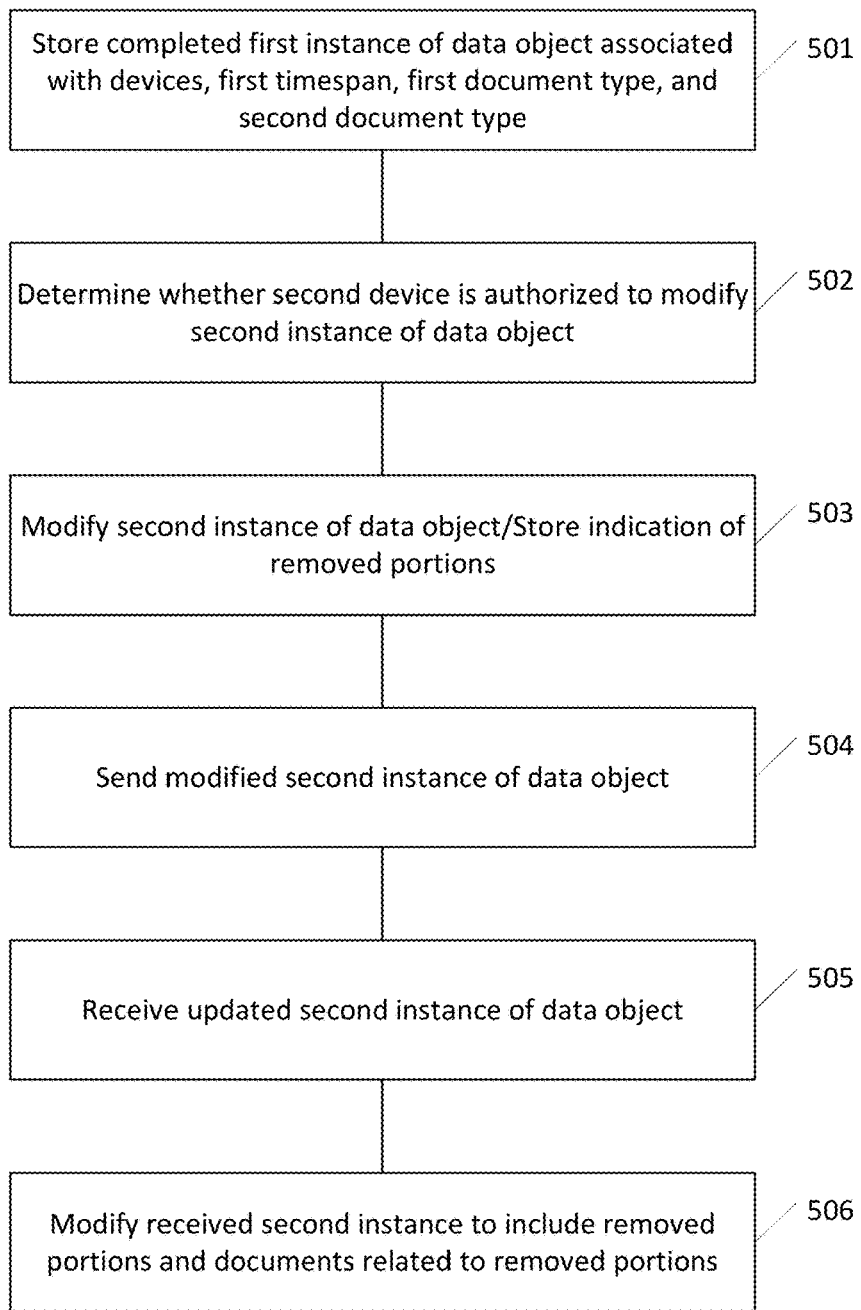 Store completed first instance of data object associated
with devices, first timespan, first document type, and
second document type
501
Determine whether second device is authorized to modify
second instance of data object
502
Modify second instance of data object/Store indication of
removed portions
503
Send modified second instance of data object
504
Receive updated second instance of data object
505
Modify received second instance to include removed
portions and documents related to removed portions
506